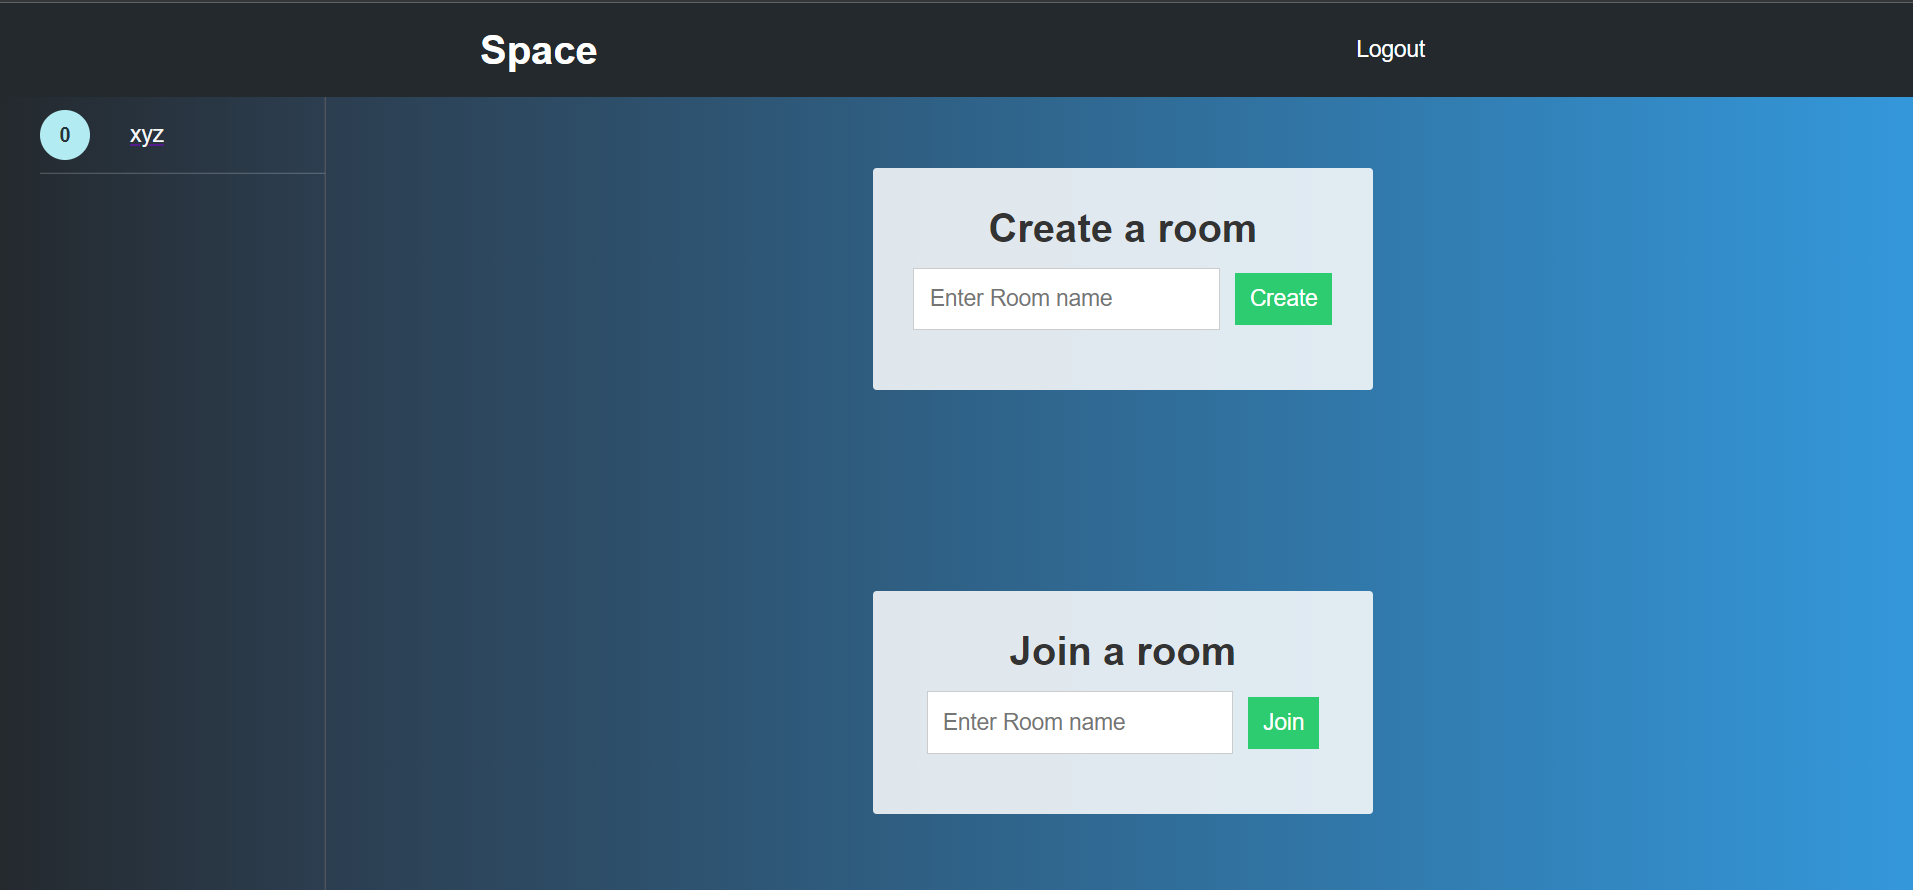 Space
Logout
0 xyz
Create a room
Enter Room name
Create
Join a room
Enter Room name
Join